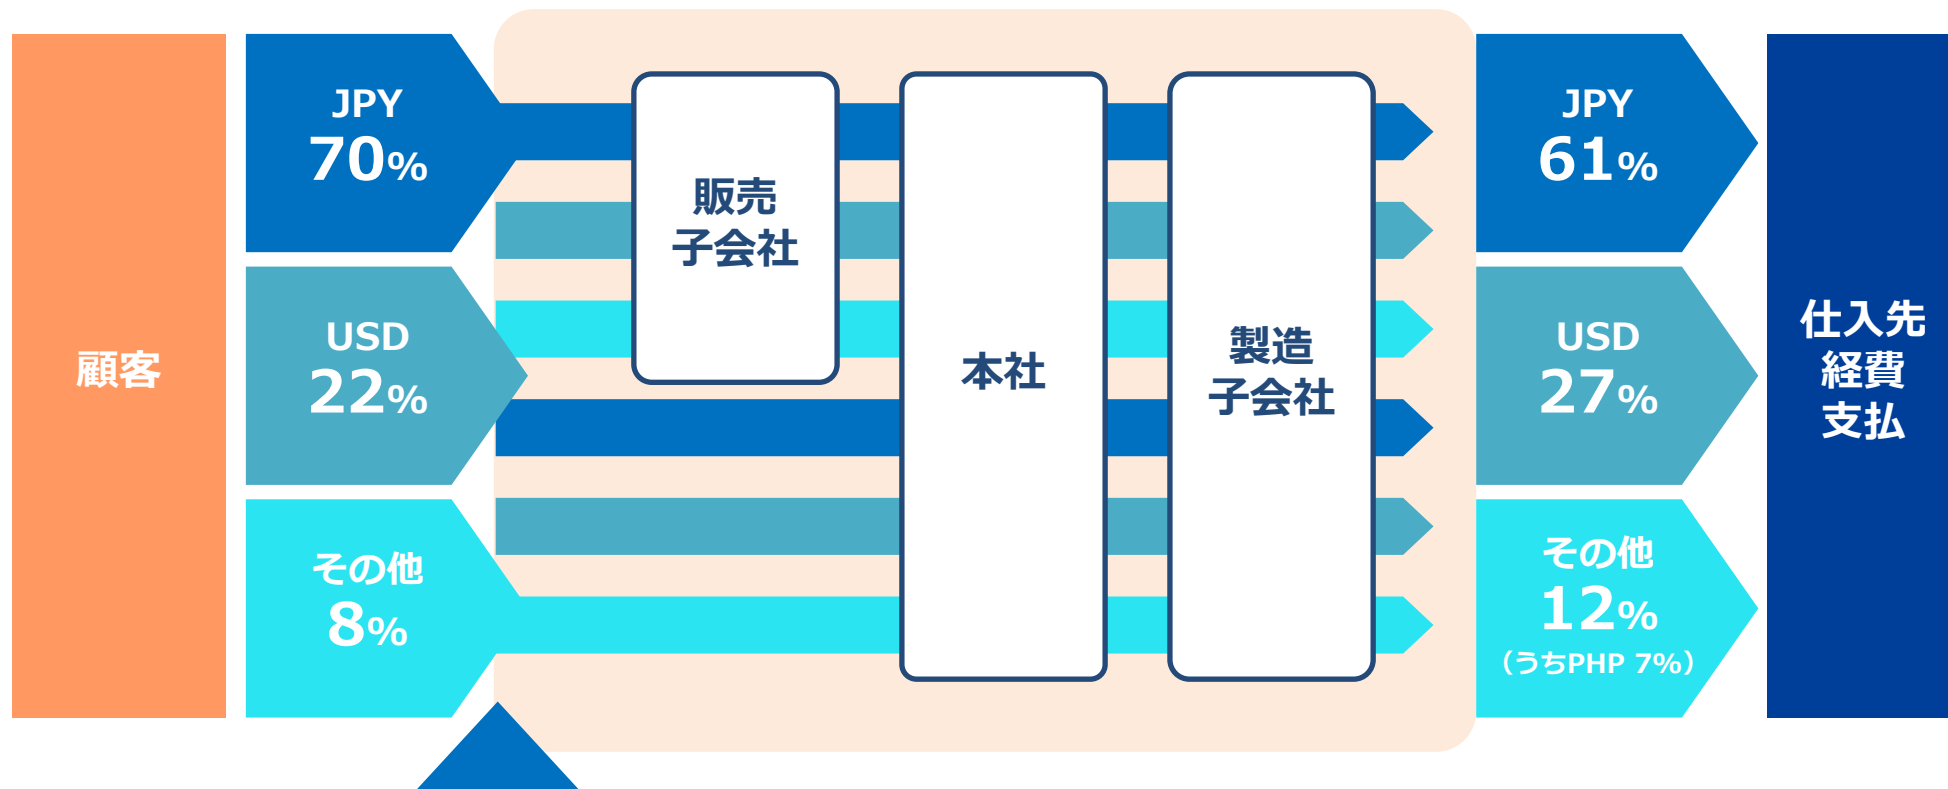 顧客
JPY
70%
USD
22%
その他
8%
販売
子会社
本社
製造
子会社
JPY
61%
USD
27%
その他
12%
（うちPHP 7%）
仕入先
経費
支払